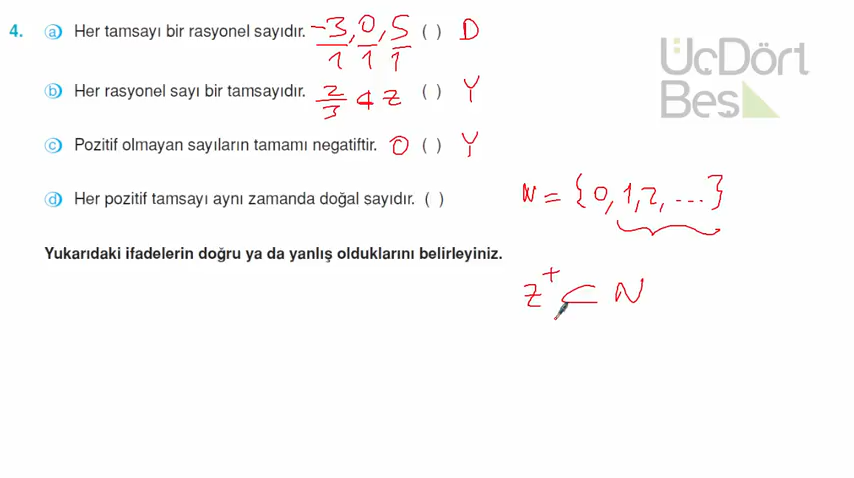 4. a Her tamsayı bir rasyonel sayıdır. -3/1, 0/1, 5/1 ( ) D
b Her rasyonel sayı bir tamsayıdır. 2/3 ∉ Z ( ) Y
c Pozitif olmayan sayıların tamamı negatiftir. 0 ( ) Y
d Her pozitif tamsayı aynı zamanda doğal sayıdır. ( )
Yukarıdaki ifadelerin doğru ya da yanlış olduklarını belirleyiniz.
ÜçDört
Beş
N = {0, 1, 2, ...}
Z⁺ ⊂ N